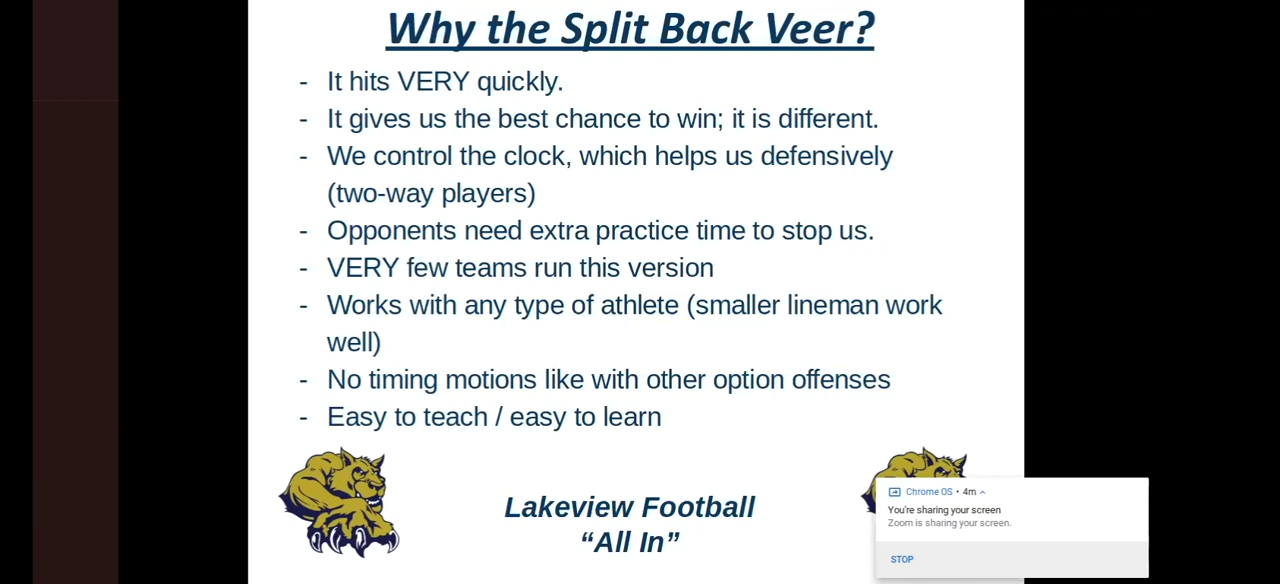 Why the Split Back Veer?
- It hits VERY quickly.
- It gives us the best chance to win; it is different.
- We control the clock, which helps us defensively
(two-way players)
- Opponents need extra practice time to stop us.
- VERY few teams run this version
- Works with any type of athlete (smaller lineman work
well)
- No timing motions like with other option offenses
- Easy to teach / easy to learn
Lakeview Football
“All In”
Chrome OS • 4m
You're sharing your screen
Zoom is sharing your screen.
STOP